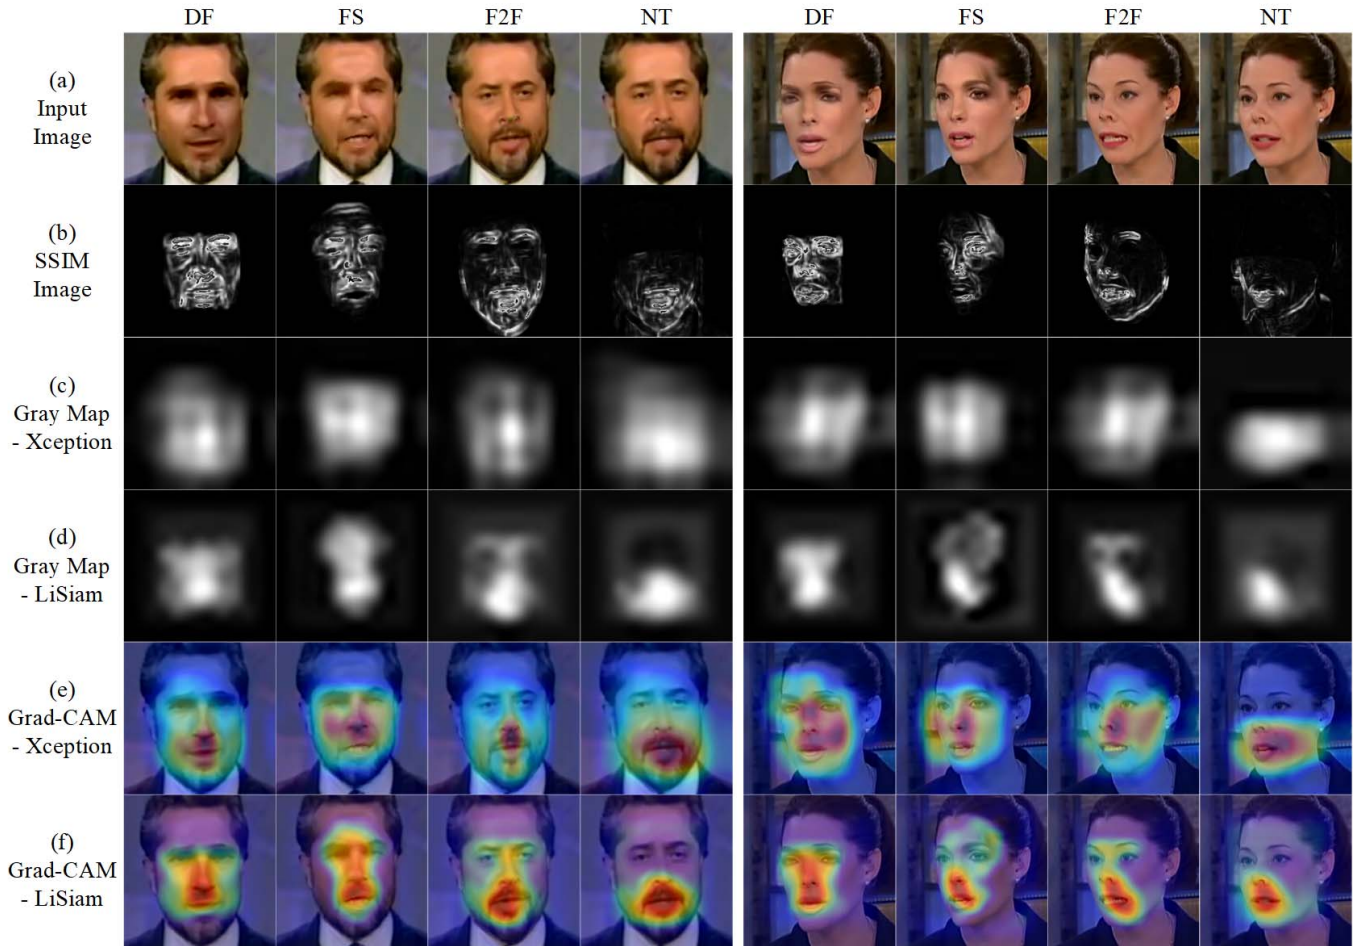 DF FS F2F NT DF FS F2F NT
(a)
Input
Image
(b)
SSIM
Image
(c)
Gray Map
- Xception
(d)
Gray Map
- LiSiam
(e)
Grad-CAM
- Xception
(f)
Grad-CAM
- LiSiam